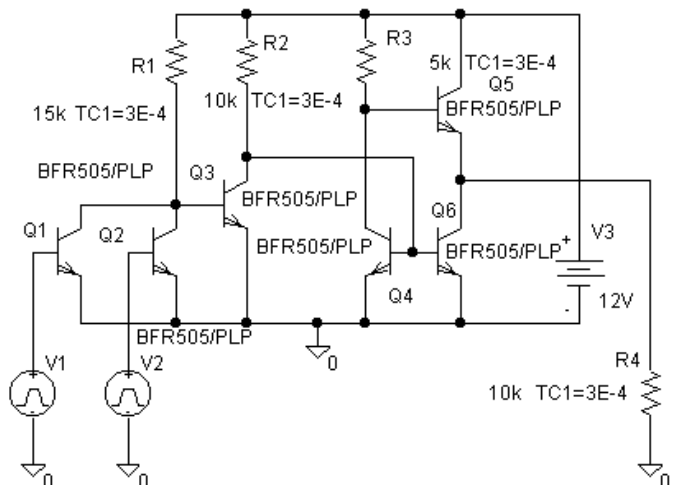 R1
R2
R3
5k TC1=3E-4
Q5
15k TC1=3E-4
10k TC1=3E-4
BFR505/PLP
BFR505/PLP
Q3
BFR505/PLP
Q1
Q2
Q6
BFR505/PLP
BFR505/PLP
+
V3
Q4
12V
-
BFR505/PLP
0
V1
V2
R4
+
+
10k TC1=3E-4
-
-
0
0
0